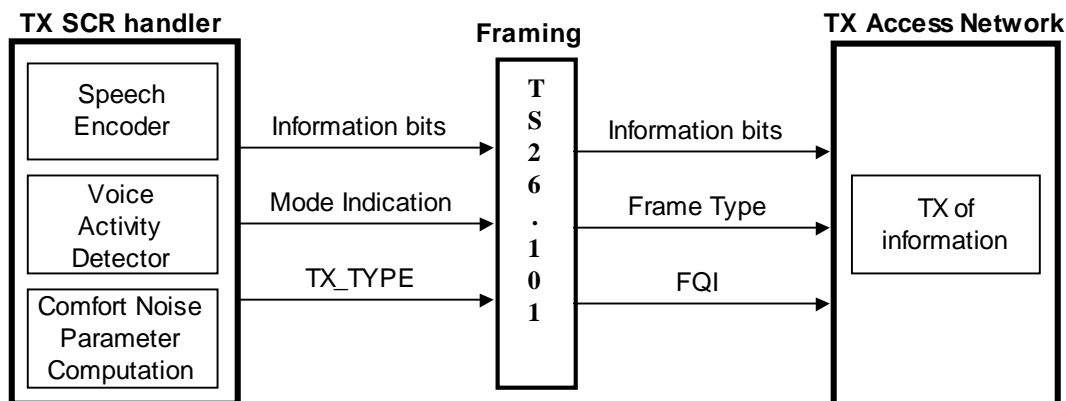 TX SCR handler
Speech
Encoder
Voice
Activity
Detector
Comfort Noise
Parameter
Computation
Information bits
Mode Indication
TX_TYPE
Framing
T
S
2
6
.
1
0
1
Information bits
Frame Type
FQI
TX Access Network
TX of
information